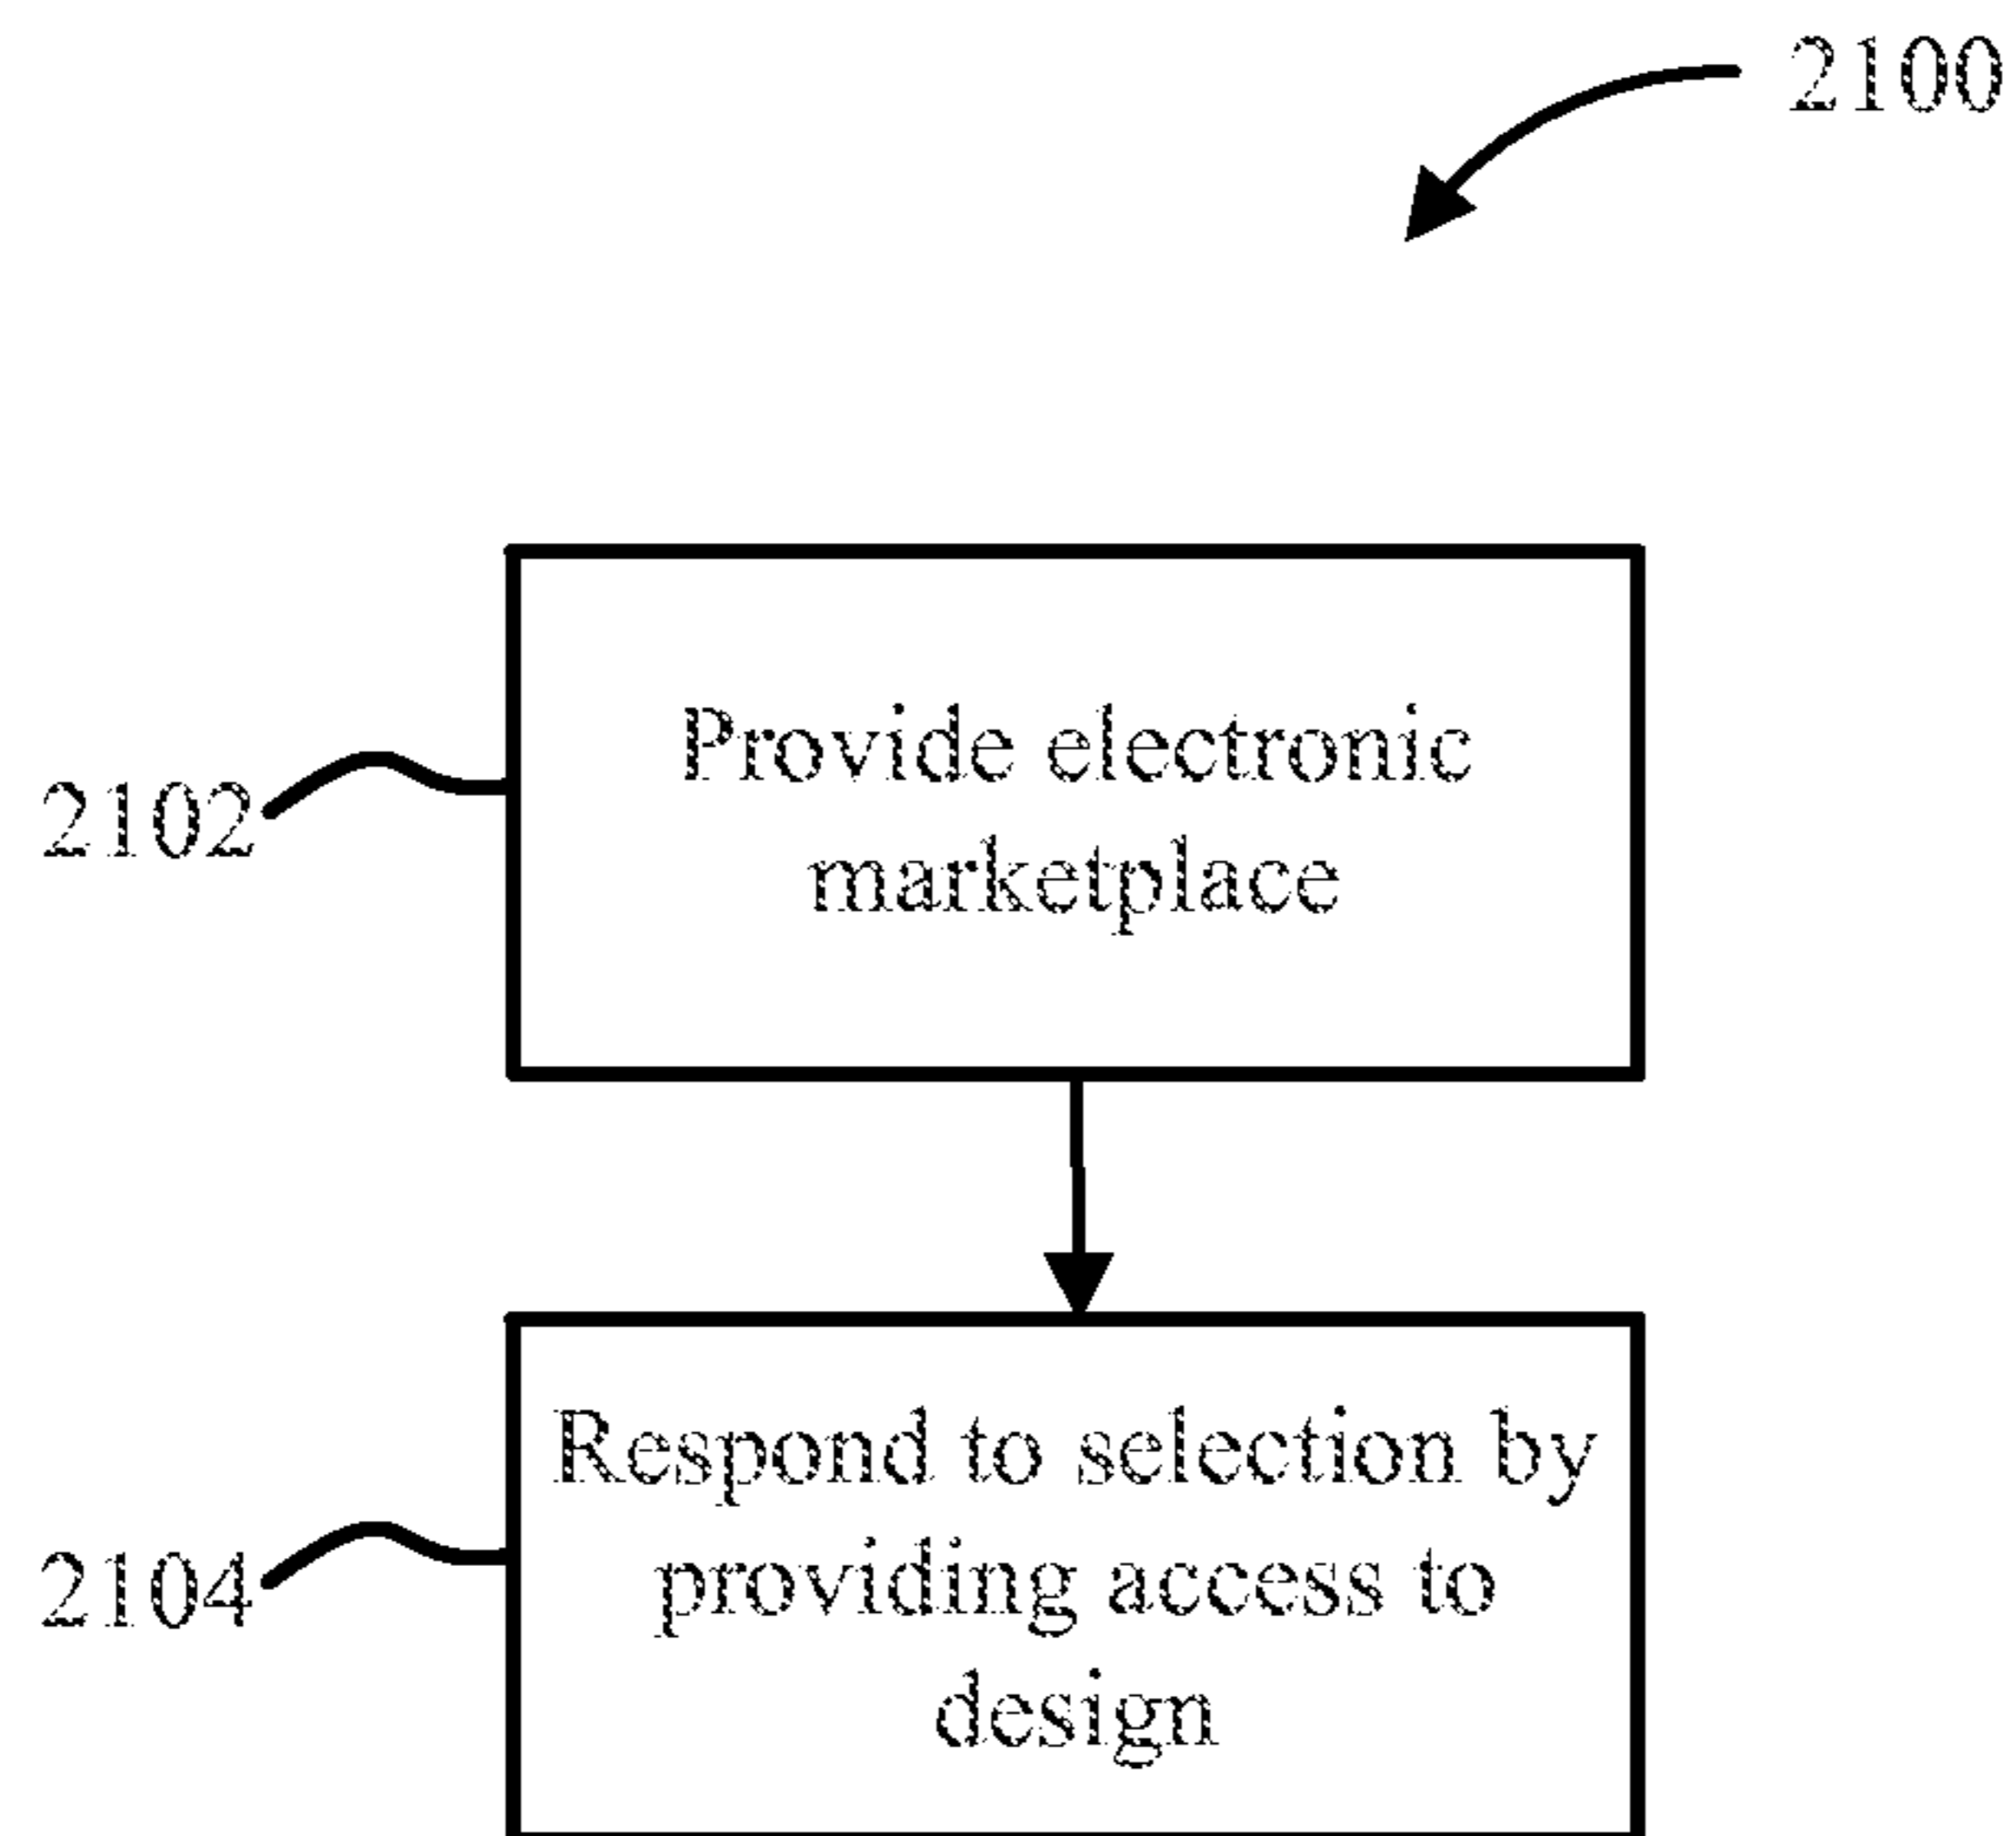 2100
Provide electronic
marketplace
2102
Respond to selection by
providing access to
design
2104